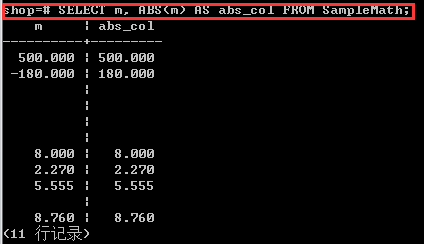 shop=# SELECT m, ABS(m) AS abs_col FROM SampleMath;
    m     ¦ abs_col
----------+----------
  500.000 ¦ 500.000
 -180.000 ¦ 180.000
          ¦
          ¦
          ¦
          ¦
    8.000 ¦   8.000
    2.270 ¦   2.270
    5.555 ¦   5.555
          ¦
    8.760 ¦   8.760
(11 行记录)